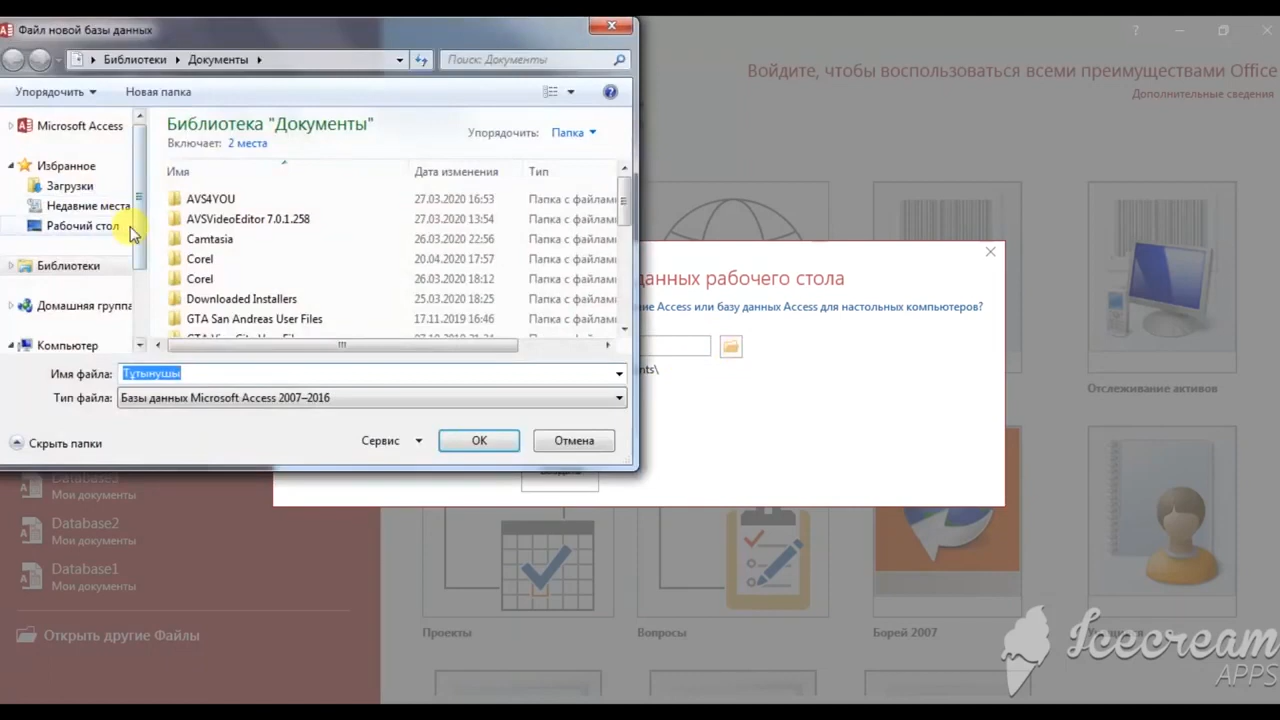 Файл новой базы данных
Библиотеки
Документы
Поиск: Документы
?
Войдите, чтобы воспользоваться всеми преимуществами Office
Дополнительные сведения
Упорядочить
Новая папка
Microsoft Access
Избранное
Загрузки
Недавние места
Рабочий стол
Библиотеки
Домашняя группа
Компьютер
Библиотека "Документы"
Включает: 2 места
Упорядочить: Папка
Имя Дата изменения Тип
AVS4YOU 27.03.2020 16:53 Папка с файлами
AVSVideoEditor 7.0.1.258 27.03.2020 13:54 Папка с файлами
Camtasia 26.03.2020 22:56 Папка с файлами
Corel 20.04.2020 17:57 Папка с файлами
Corel 26.03.2020 18:12 Папка с файлами
Downloaded Installers 25.03.2020 18:25 Папка с файлами
GTA San Andreas User Files 17.11.2019 16:46 Папка с файлами
Имя файла: Тұтынушы
Тип файла: Базы данных Microsoft Access 2007–2016
Скрыть папки
Сервис
ОК
Отмена
данных рабочего стола
ие Access или базу данных Access для настольных компьютеров?
nts\
Отслеживание активов
Database3
Мои документы
Database2
Мои документы
Database1
Мои документы
Открыть другие Файлы
Проекты
Вопросы
Борей 2007
Icecream
APPS